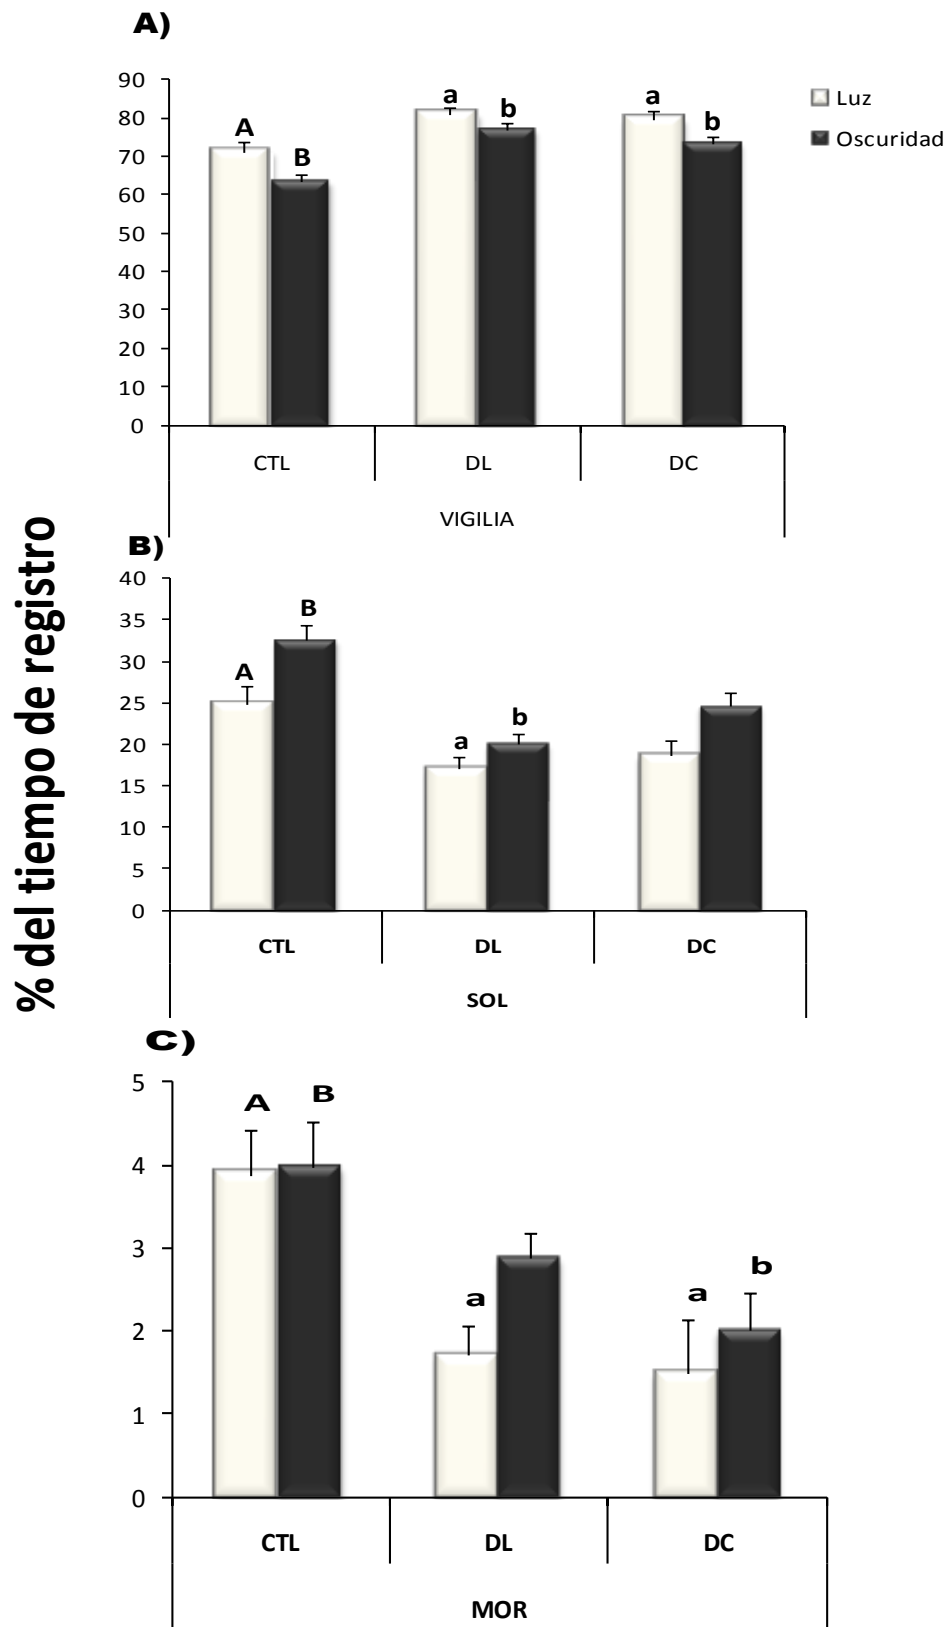 % del tiempo de registro
A)
90
80
70
60
50
40
30
20
10
0
A
B
a
b
a
b
Luz
Oscuridad
CTL DL DC
VIGILIA
B)
40
35
30
25
20
15
10
5
0
A
B
a
b
CTL DL DC
SOL
C)
5
4
3
2
1
0
A
B
a
a
b
CTL DL DC
MOR